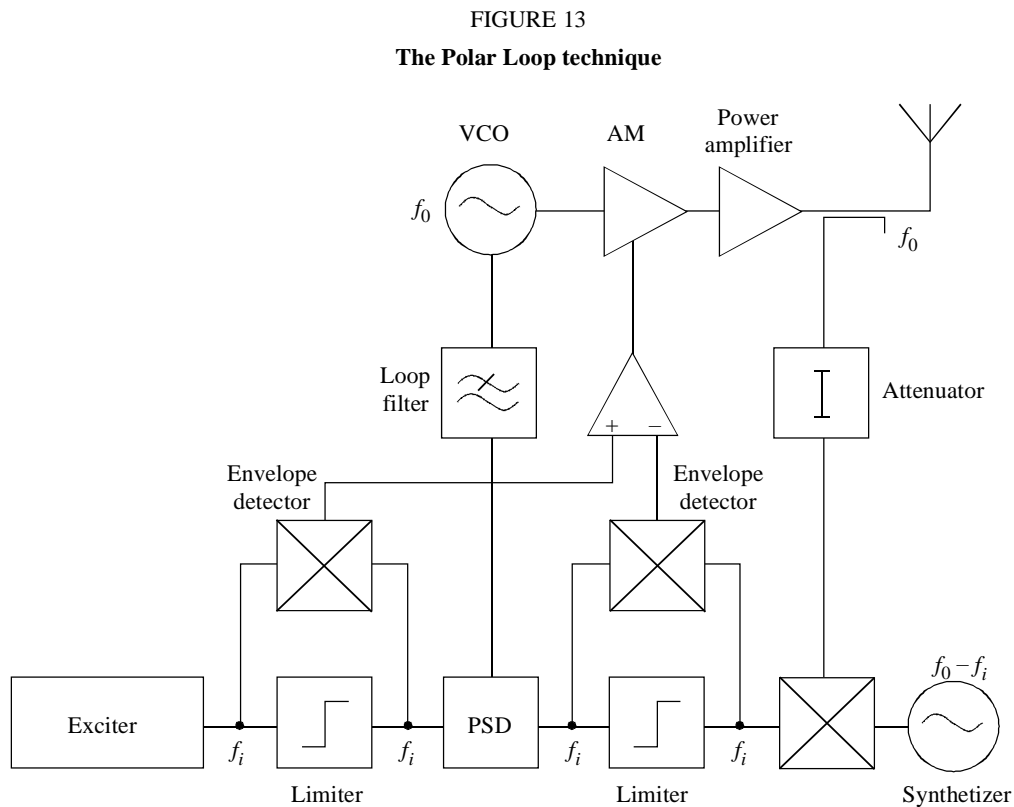 FIGURE 13
The Polar Loop technique
VCO
AM
Power
amplifier
f0
f0
Loop
filter
Attenuator
+ –
Envelope
detector
Envelope
detector
f0 – fi
Exciter
PSD
fi
fi
fi
fi
Limiter
Limiter
Synthetizer